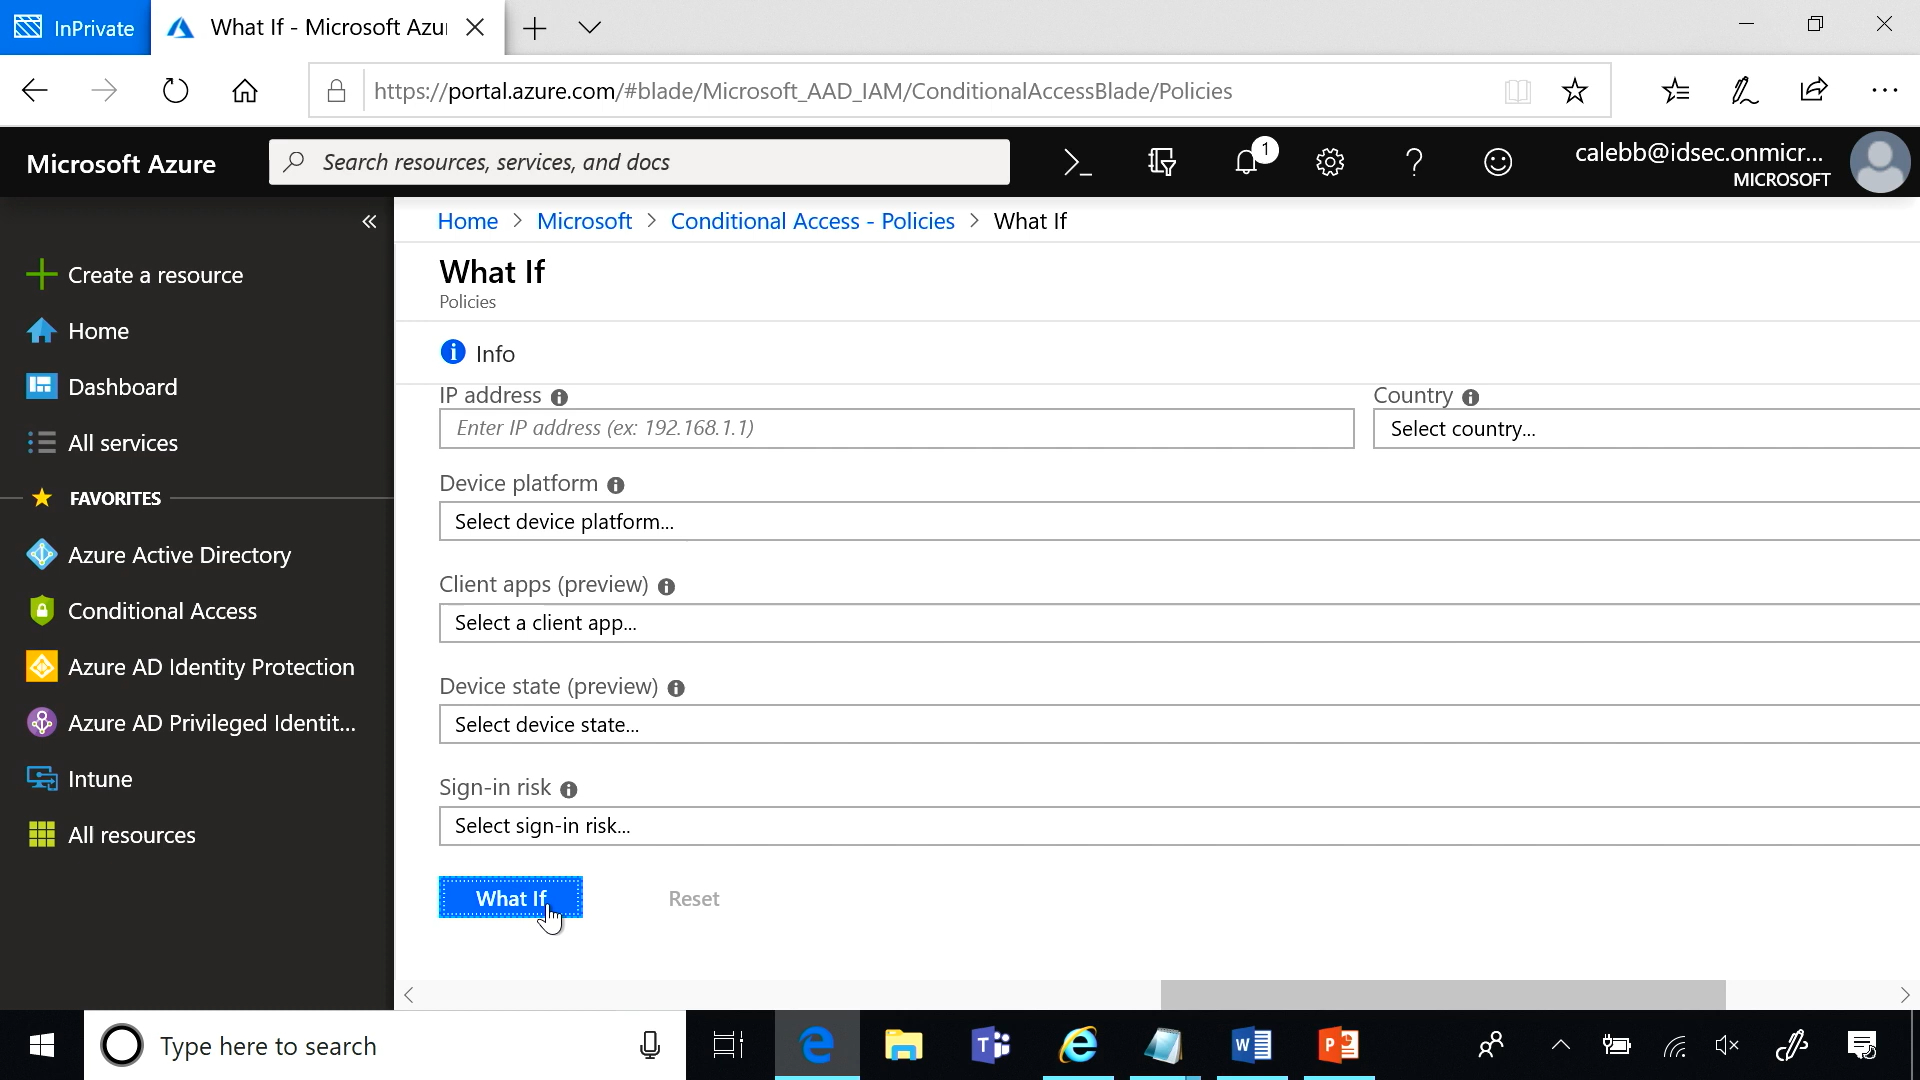 InPrivate
What If - Microsoft Azu
https://portal.azure.com/#blade/Microsoft_AAD_IAM/ConditionalAccessBlade/Policies
Microsoft Azure
Search resources, services, and docs
1
calebb@idsec.onmicr...
MICROSOFT
Home > Microsoft > Conditional Access - Policies > What If
Create a resource
Home
Dashboard
All services
FAVORITES
Azure Active Directory
Conditional Access
Azure AD Identity Protection
Azure AD Privileged Identit...
Intune
All resources
What If
Policies
Info
IP address
Country
Enter IP address (ex: 192.168.1.1)
Select country...
Device platform
Select device platform...
Client apps (preview)
Select a client app...
Device state (preview)
Select device state...
Sign-in risk
Select sign-in risk...
What If
Reset
Type here to search